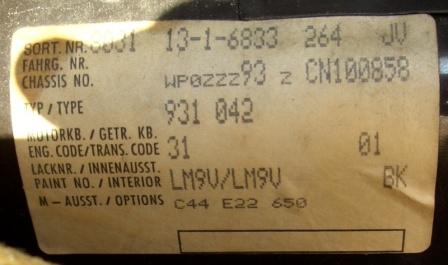 SORT. NR. 8031 13-1-6833 264 JV
FAHRG. NR.
CHASSIS NO. WP0ZZZ93 Z CN100858
TYP / TYPE 931 042
MOTORKB. / GETR. KB.
ENG. CODE/TRANS. CODE 31 01
LACKNR. / INNENAUSST.
PAINT NO. / INTERIOR LM9V/LM9V BK
M – AUSST. / OPTIONS C44 E22 650